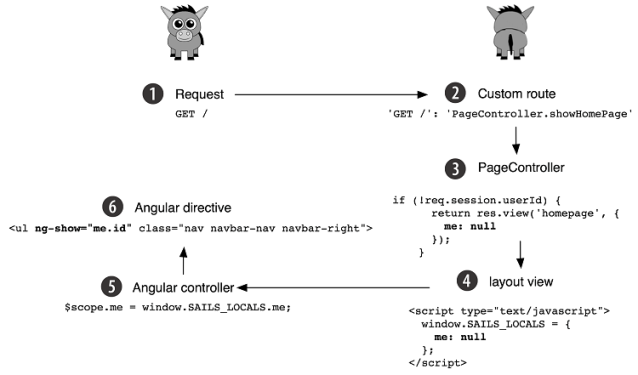 1 Request
GET /
2 Custom route
'GET /': 'PageController.showHomePage'
3 PageController
if (!req.session.userId) {
return res.view('homepage', {
me: null
});
}
4 layout view
<script type="text/javascript">
window.SAILS_LOCALS = {
me: null
};
</script>
5 Angular controller
$scope.me = window.SAILS_LOCALS.me;
6 Angular directive
<ul ng-show="me.id" class="nav navbar-nav navbar-right">